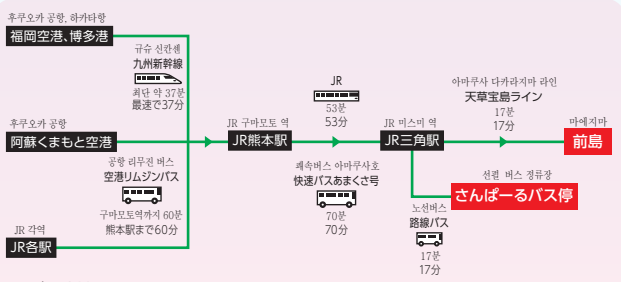 후쿠오카 공항, 하카타항
福岡空港、博多港
규슈 신칸센
九州新幹線
최단 약 37분
最速で37分
후쿠오카 공항
阿蘇くまもと空港
공항 리무진 버스
空港リムジンバス
구마모토역까지 60분
熊本駅まで60分
JR 각역
JR各駅
JR 구마모토 역
JR熊本駅
JR
53분
53分
쾌속버스 아마쿠사호
快速バスあまくさ号
70분
70分
JR 미스미 역
JR三角駅
아마쿠사 다카라지마 라인
天草宝島ライン
17분
17分
마에지마
前島
선펄 버스 정류장
さんぱーるバス停
노선버스
路線バス
17분
17分